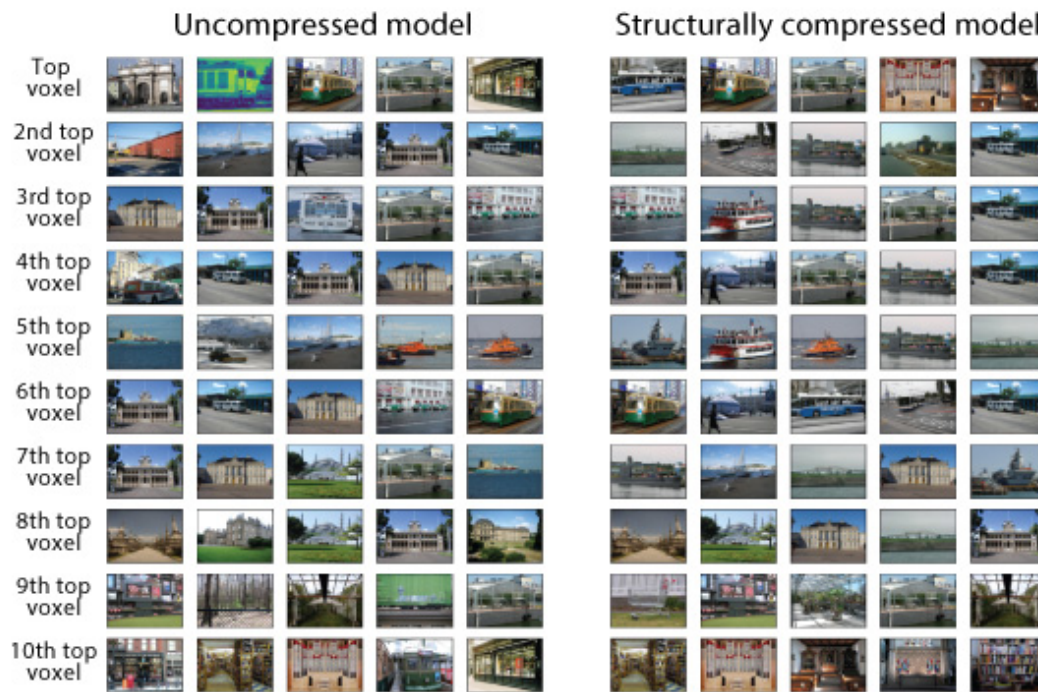 Uncompressed model
Structurally compressed model
Top
voxel
2nd top
voxel
3rd top
voxel
4th top
voxel
5th top
voxel
6th top
voxel
7th top
voxel
8th top
voxel
9th top
voxel
10th top
voxel